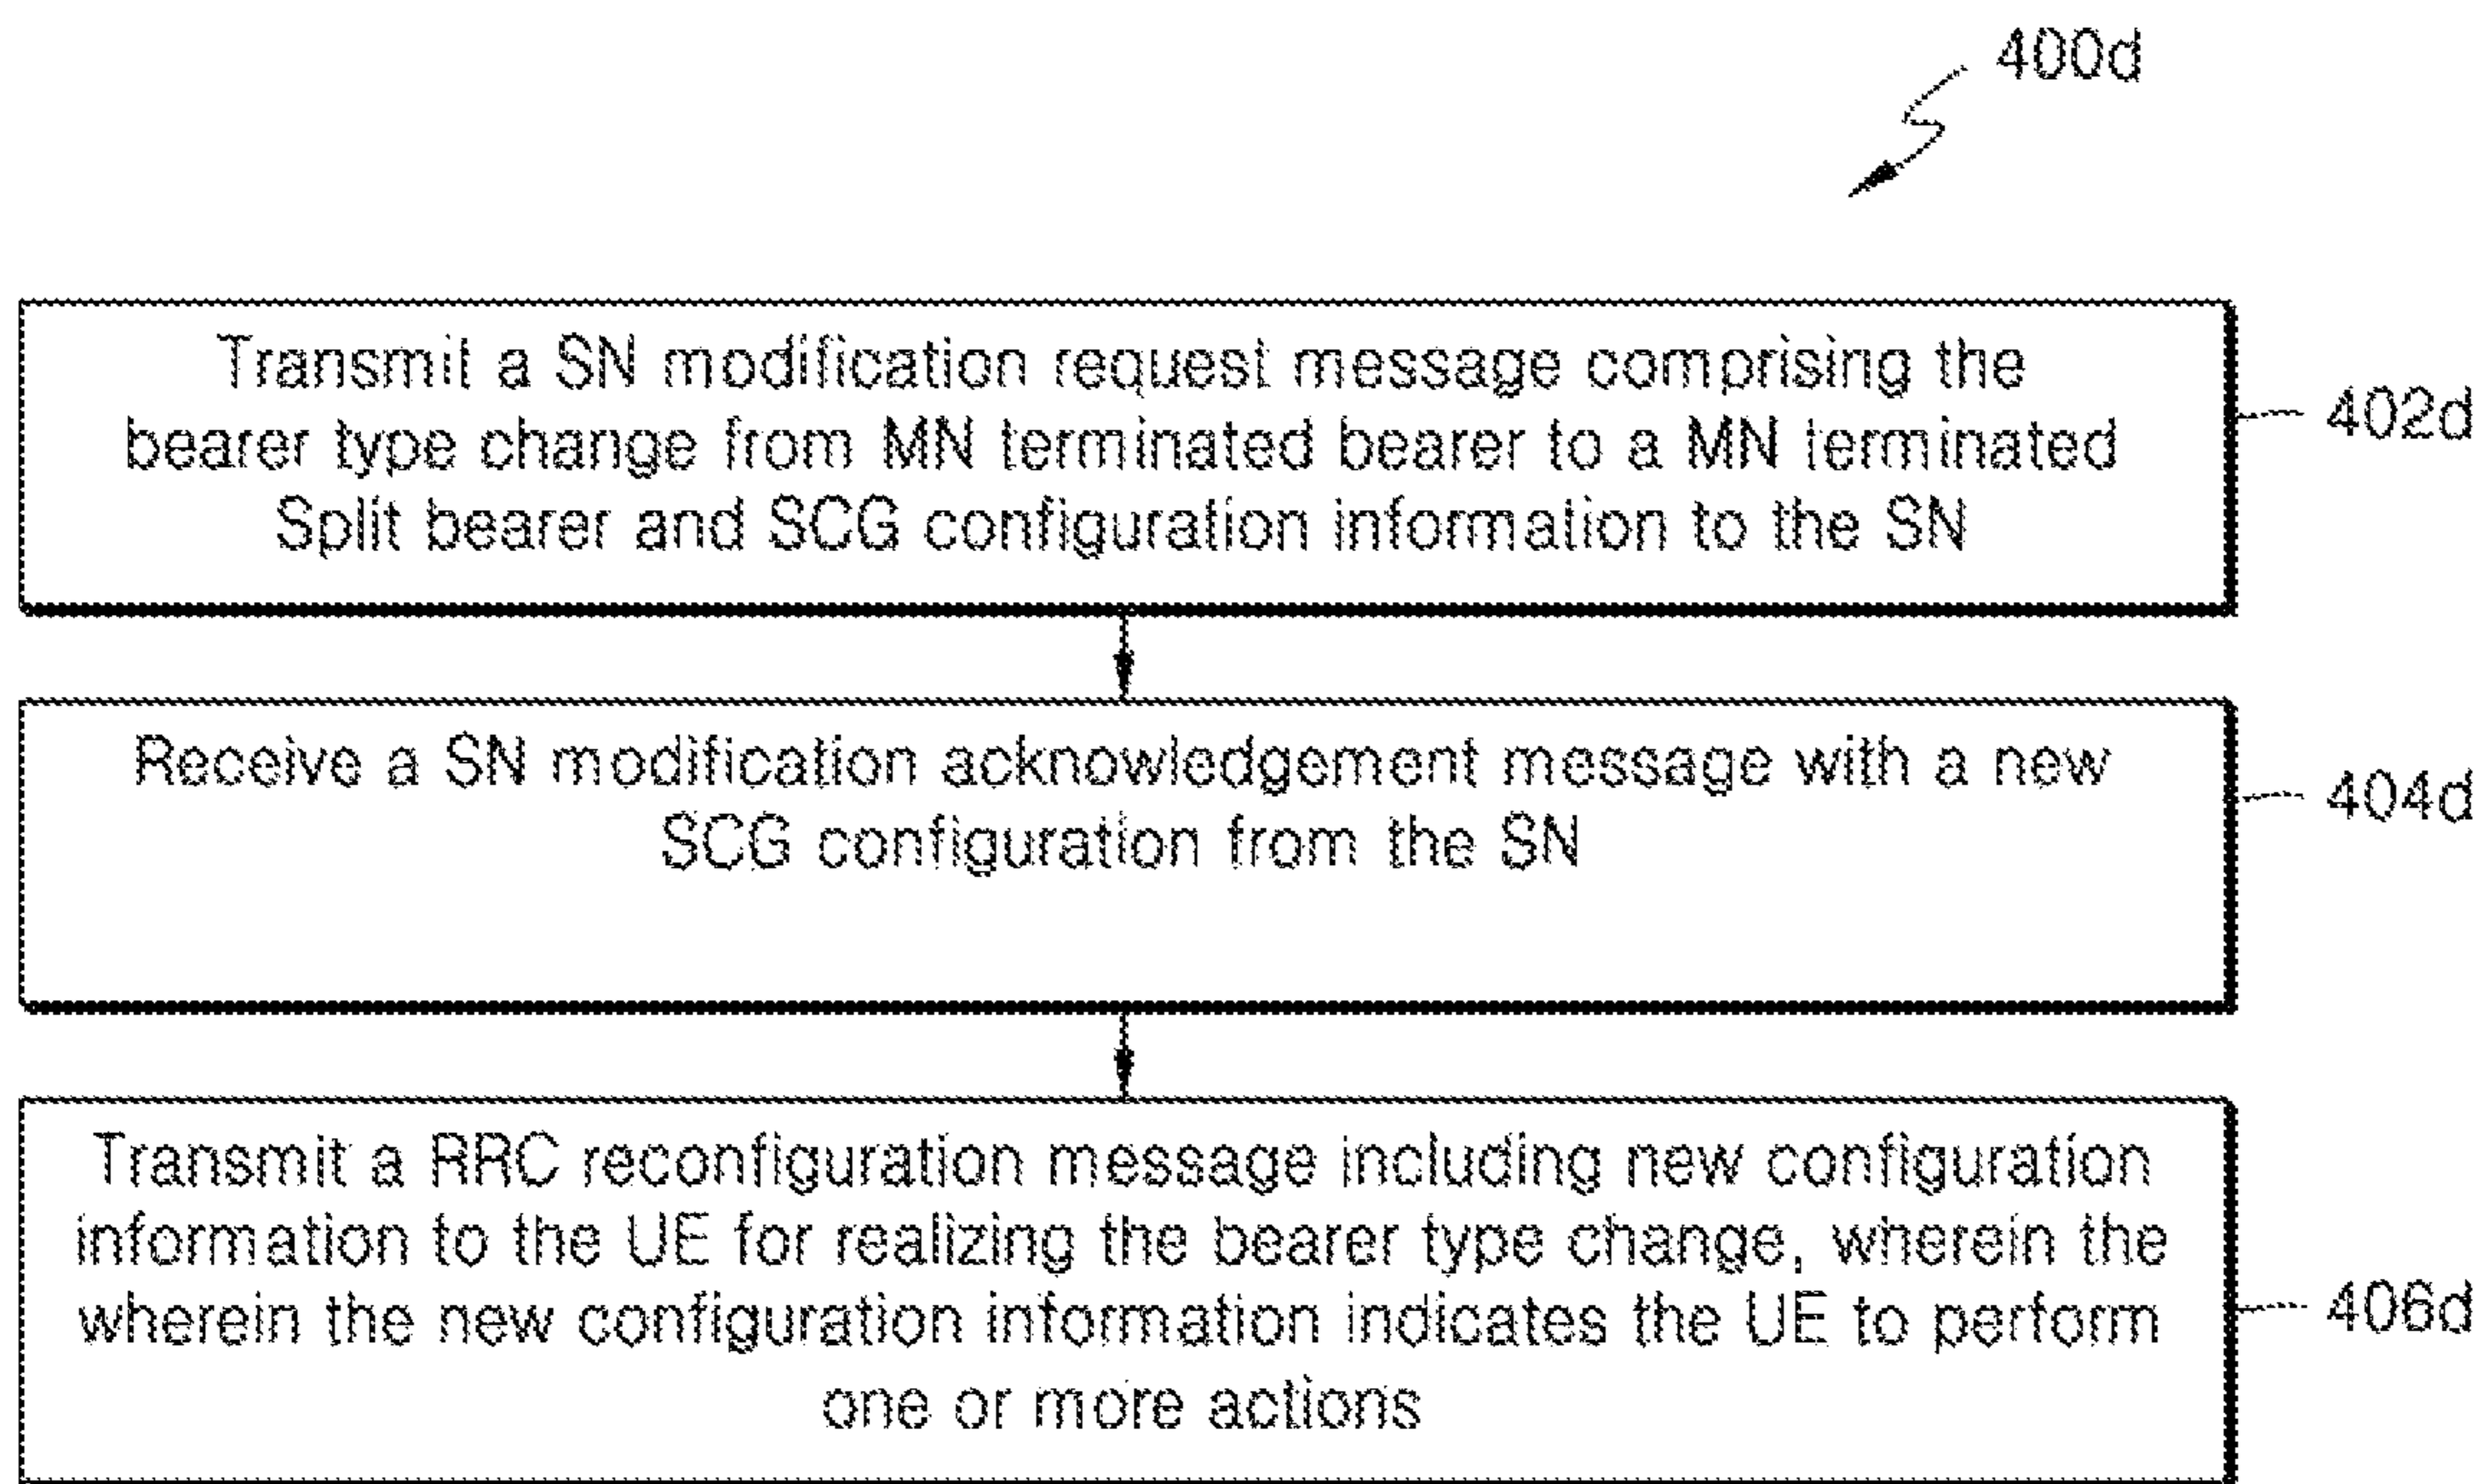 400d
Transmit a SN modification request message comprising the
bearer type change from MN terminated bearer to a MN terminated
Split bearer and SCG configuration information to the SN
402d
Receive a SN modification acknowledgement message with a new
SCG configuration from the SN
404d
Transmit a RRC reconfiguration message including new configuration
information to the UE for realizing the bearer type change, wherein the
wherein the new configuration information indicates the UE to perform
one or more actions
406d